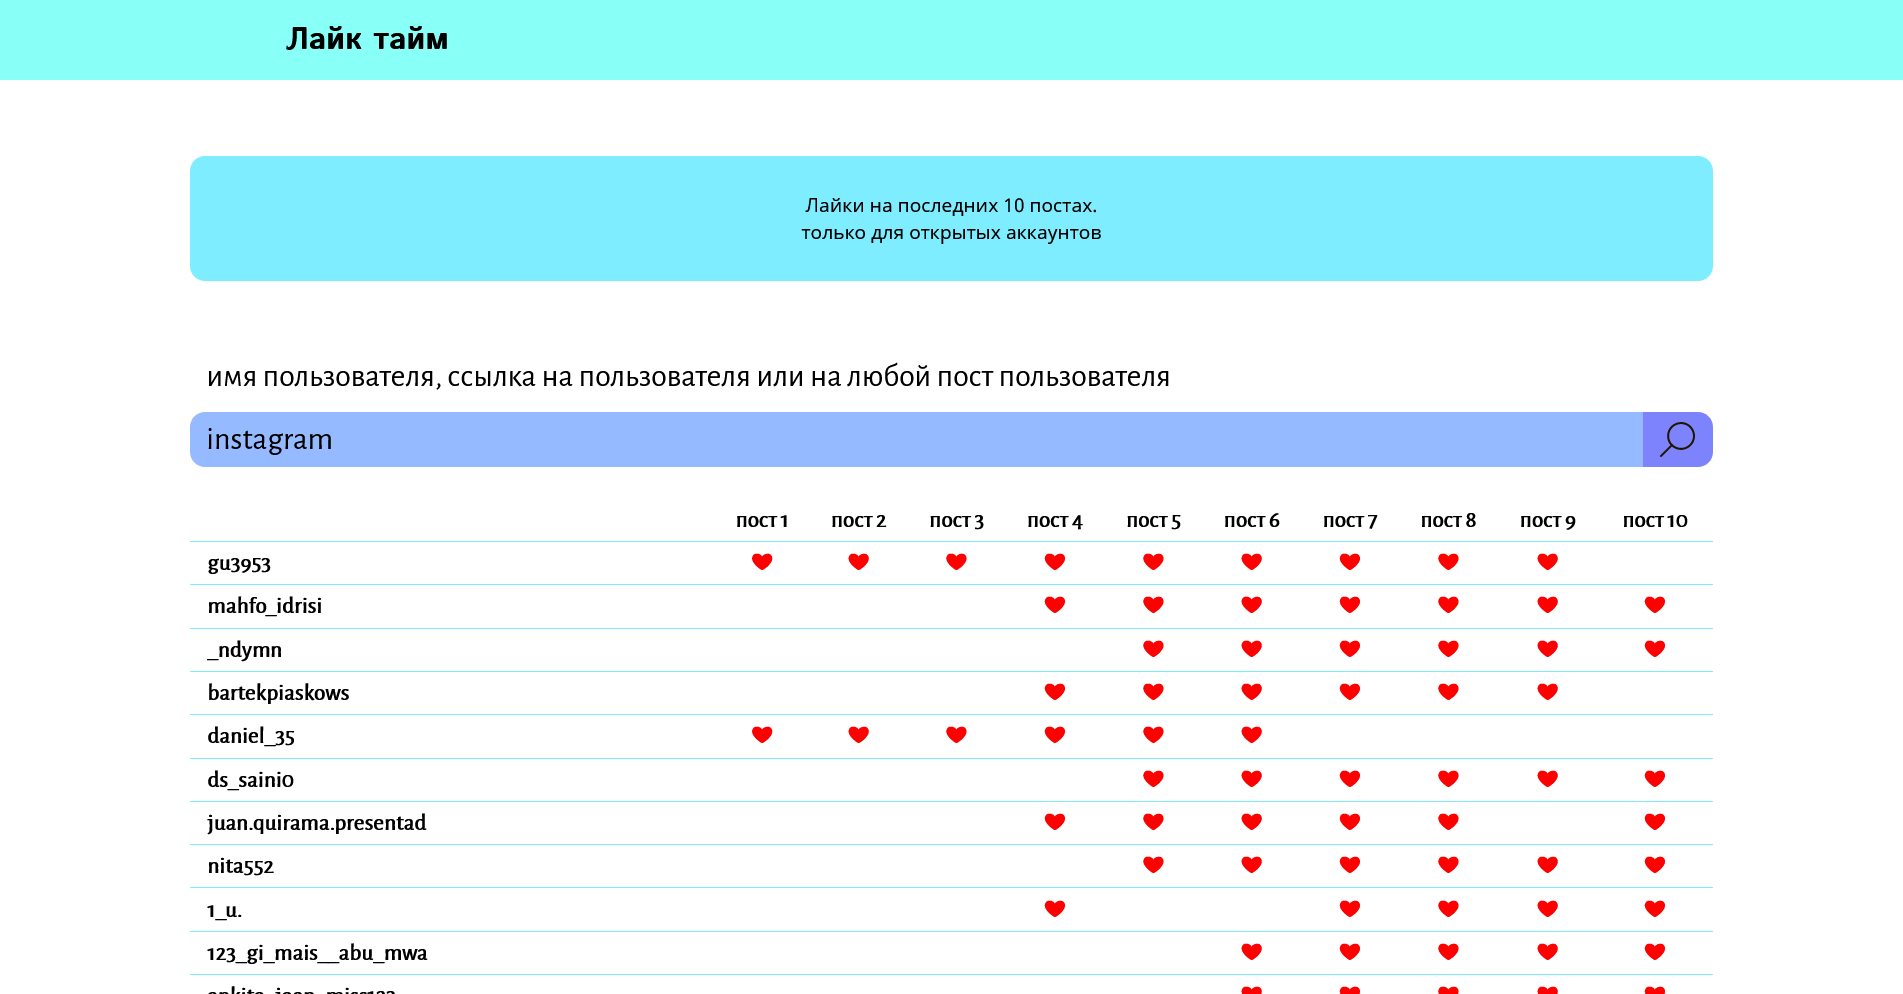 Лайк тайм
Лайки на последних 10 постах.
только для открытых аккаунтов
имя пользователя, ссылка на пользователя или на любой пост пользователя
instagram
пост 1 пост 2 пост 3 пост 4 пост 5 пост 6 пост 7 пост 8 пост 9 пост 10
gu3953
mahfo_idrisi
_ndymn
bartekpiaskows
daniel_35
ds_saini0
juan.quirama.presentad
nita552
1_u.
123_gi_mais__abu_mwa